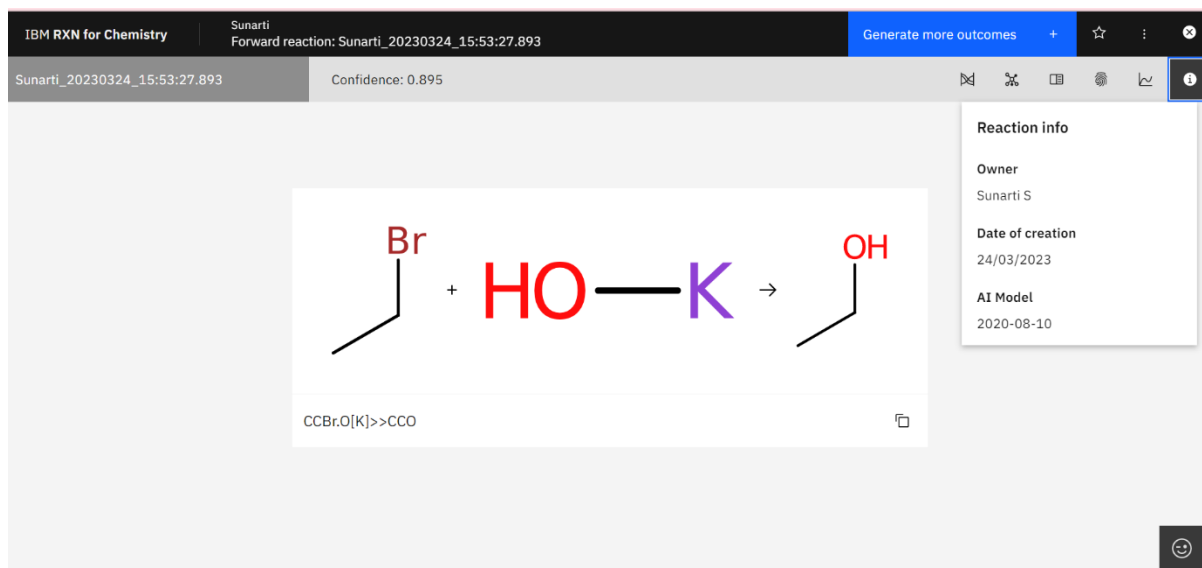 IBM RXN for Chemistry
Sunarti
Forward reaction: Sunarti_20230324_15:53:27.893
Generate more outcomes +
Sunarti_20230324_15:53:27.893
Confidence: 0.895
Reaction info
Owner
Sunarti S
Date of creation
24/03/2023
AI Model
2020-08-10
Br
+ HO K →
OH
CCBr.O[K]>>CCO